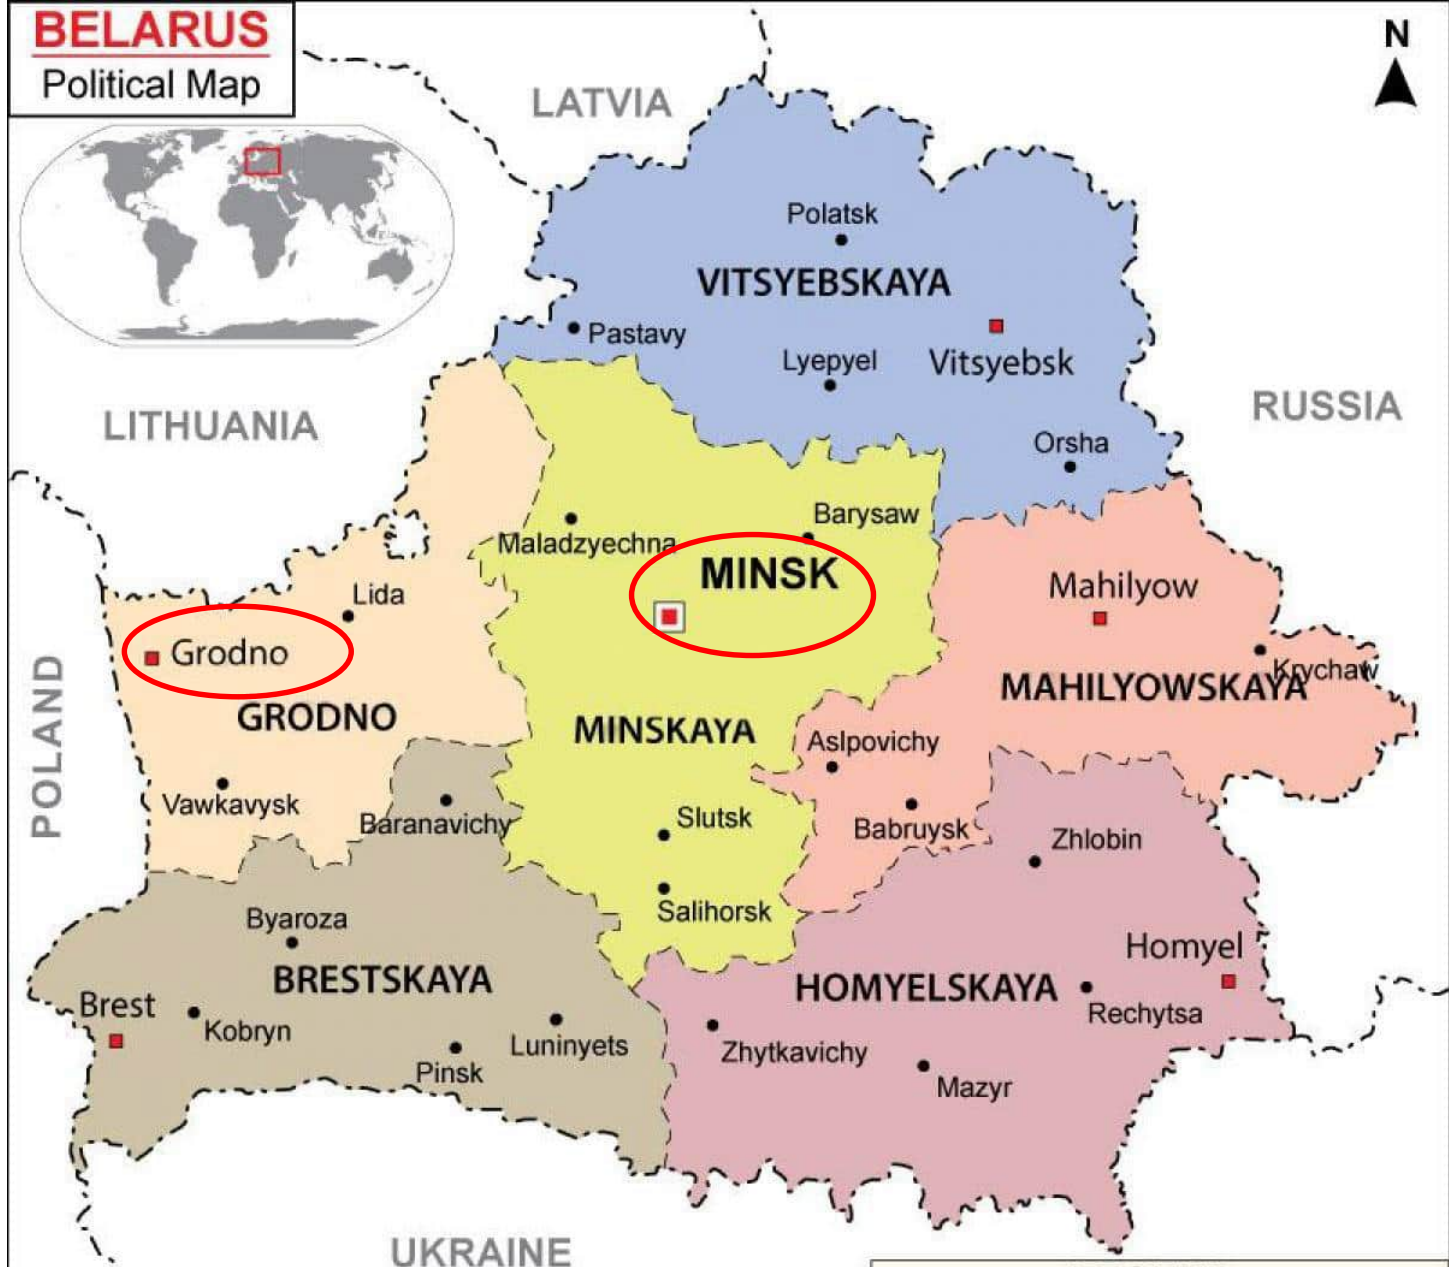 BELARUS
Political Map
N
LATVIA
Polatsk
VITSYEBSKAYA
Pastavy
Vitsyebsk
Lyepyel
LITHUANIA
RUSSIA
Orsha
Barysaw
Maladzyechna
MINSK
Mahilyow
Lida
Grodno
Krychaw
MAHILYOWSKAYA
GRODNO
MINSKAYA
Aslpovichy
POLAND
Vawkavysk
Baranavichy
Slutsk
Babruysk
Zhlobin
Salihorsk
Byaroza
Homyel
BRESTSKAYA
HOMYELSKAYA
Brest
Rechytsa
Kobryn
Luninyets
Zhytkavichy
Pinsk
Mazyr
UKRAINE